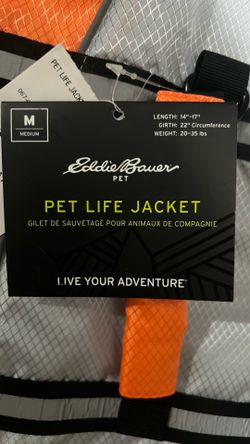 PET LIFE JACKET
M
MEDIUM
LENGTH: 14"-17"
GIRTH: 22" Circumference
WEIGHT: 20-35 lbs
Eddie Bauer
PET
PET LIFE JACKET
GILET DE SAUVETAGE POUR ANIMAUX DE COMPAGNIE
LIVE YOUR ADVENTURE®